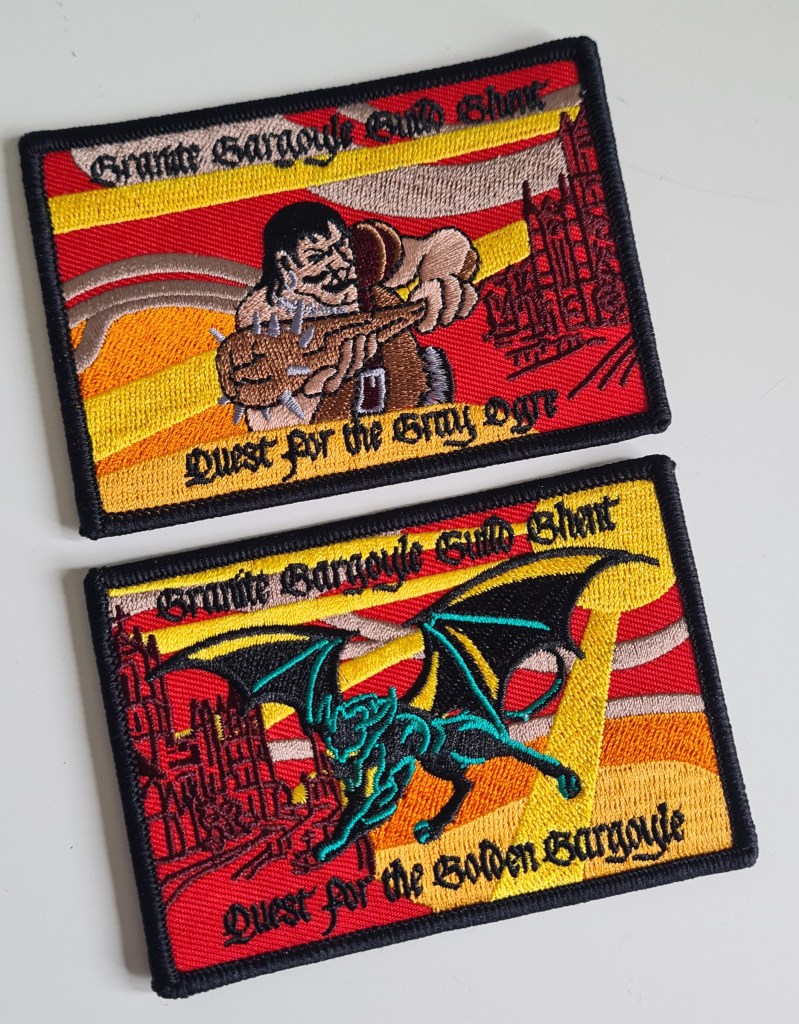 Granite Gargoyle Guild Ghent
Quest for the Gray Ogre
Granite Gargoyle Guild Ghent
Quest for the Golden Gargoyle